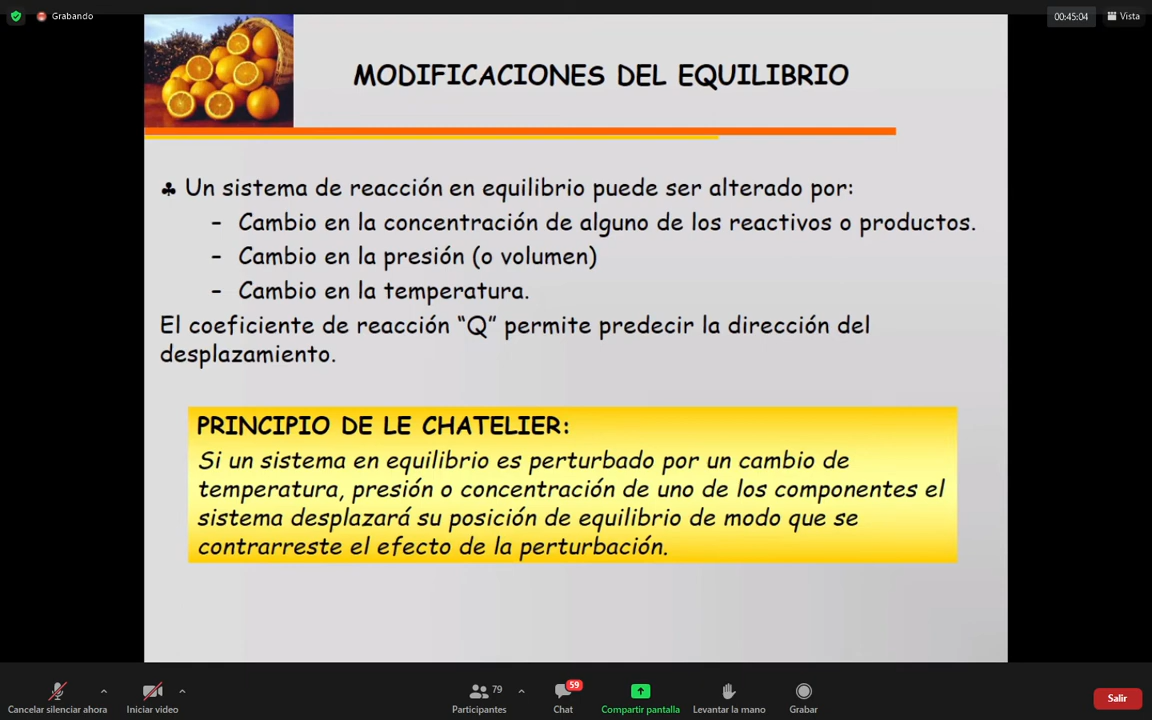 Grabando
00:45:04
Vista
MODIFICACIONES DEL EQUILIBRIO
♣ Un sistema de reacción en equilibrio puede ser alterado por:
- Cambio en la concentración de alguno de los reactivos o productos.
- Cambio en la presión (o volumen)
- Cambio en la temperatura.
El coeficiente de reacción “Q” permite predecir la dirección del
desplazamiento.
PRINCIPIO DE LE CHATELIER:
Si un sistema en equilibrio es perturbado por un cambio de
temperatura, presión o concentración de uno de los componentes el
sistema desplazará su posición de equilibrio de modo que se
contrarreste el efecto de la perturbación.
79
59
Cancelar silenciar ahora
Iniciar video
Participantes
Chat
Compartir pantalla
Levantar la mano
Grabar
Salir